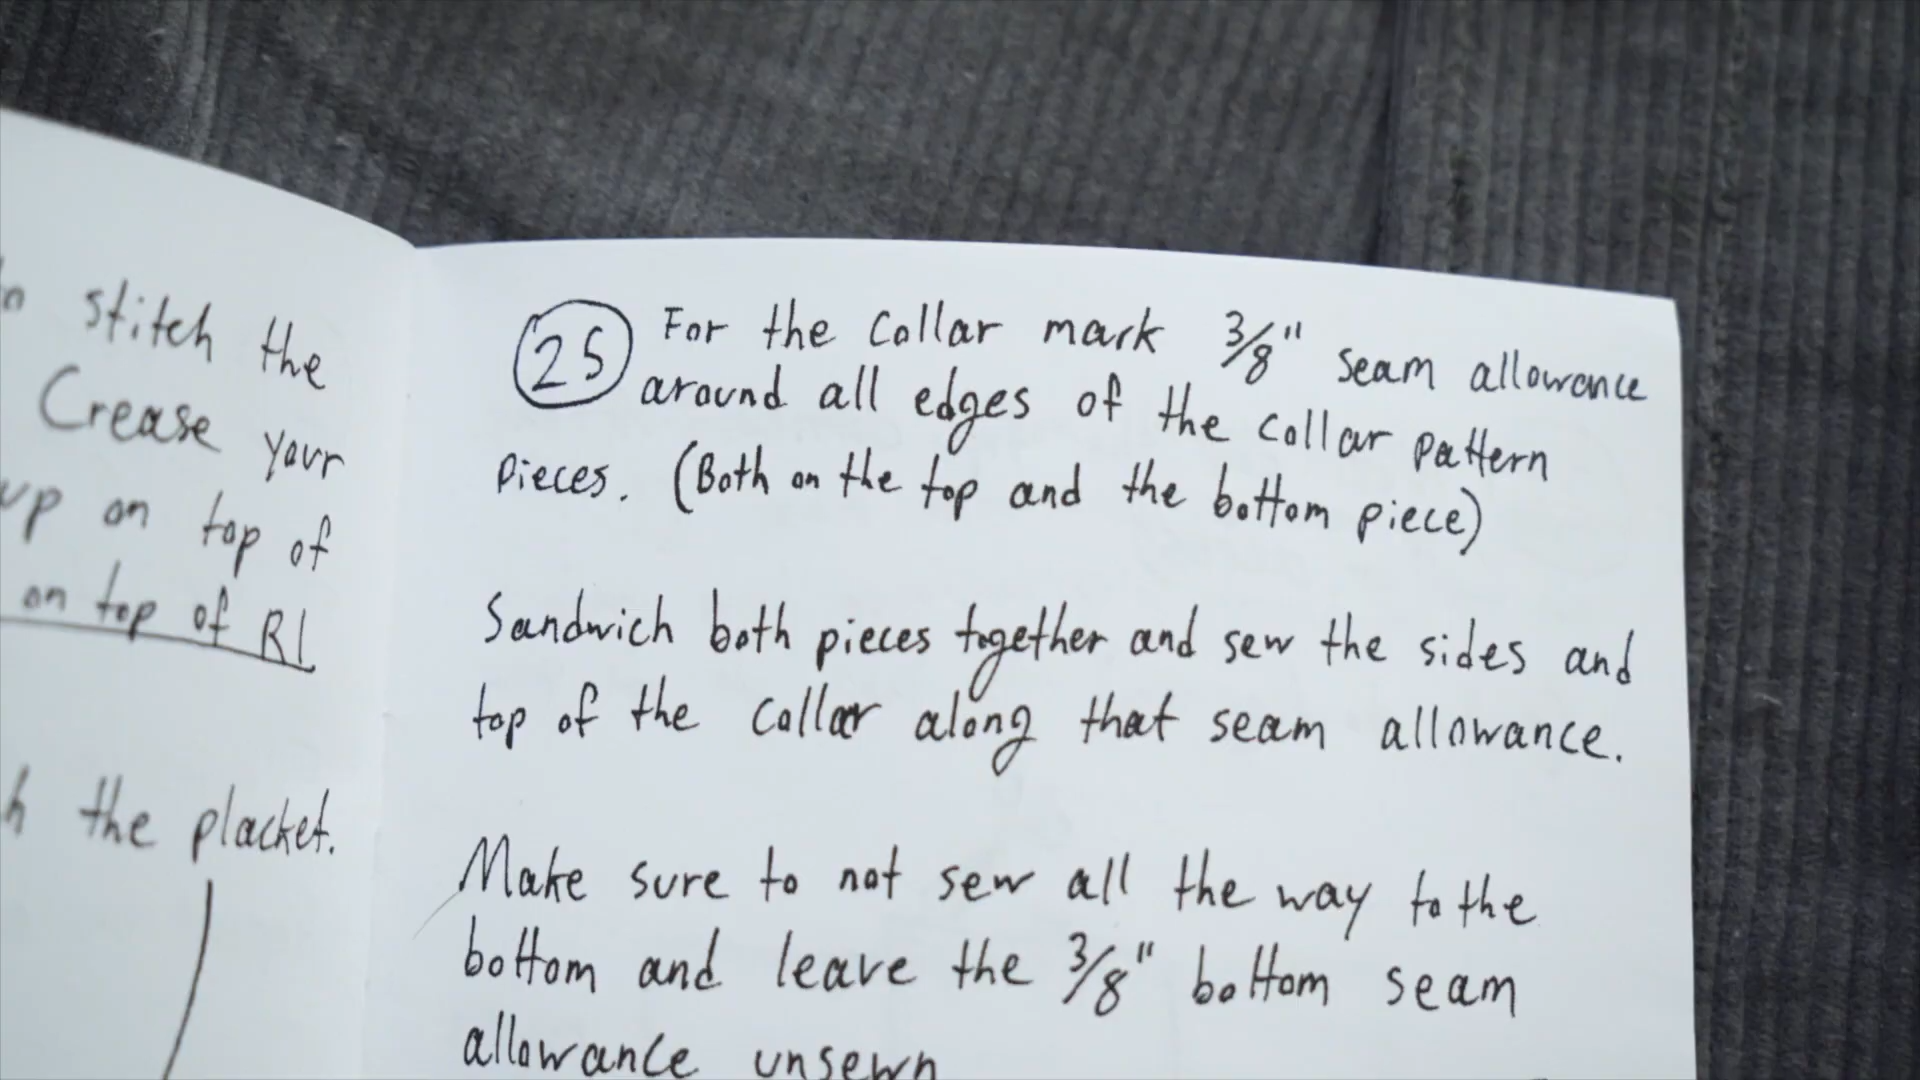 stitch the
Crease your
up on top of
on top of RL
the placket.
25 For the Collar mark 3/8" seam allowance
around all edges of the collar pattern
pieces. (Both on the top and the bottom piece)
Sandwich both pieces together and sew the sides and
top of the collar along that seam allowance.
Make sure to not sew all the way to the
bottom and leave the 3/8" bottom seam
allowance unsewn